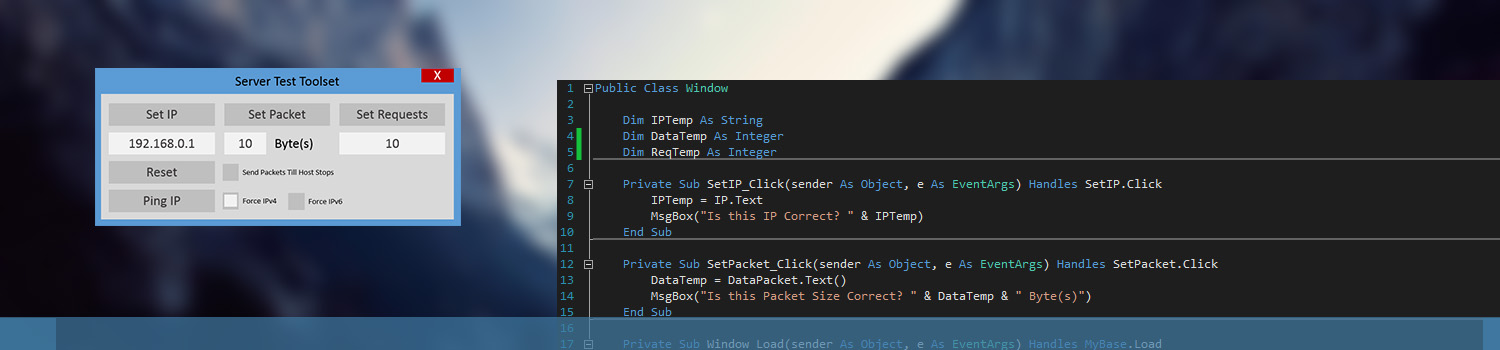 X
Server Test Toolset
Set IP Set Packet Set Requests
192.168.0.1 10 Byte(s) 10
Reset Send Packets Till Host Stops
Ping IP Force IPv4 Force IPv6
1 Public Class Window
2
3 Dim IPTemp As String
4 Dim DataTemp As Integer
5 Dim ReqTemp As Integer
6
7 Private Sub SetIP_Click(sender As Object, e As EventArgs) Handles SetIP.Click
8 IPTemp = IP.Text
9 MsgBox("Is this IP Correct? " & IPTemp)
10 End Sub
11
12 Private Sub SetPacket_Click(sender As Object, e As EventArgs) Handles SetPacket.Click
13 DataTemp = DataPacket.Text()
14 MsgBox("Is this Packet Size Correct? " & DataTemp & " Byte(s)")
15 End Sub
16
17 Private Sub Window_Load(sender As Object, e As EventArgs) Handles MyBase.Load